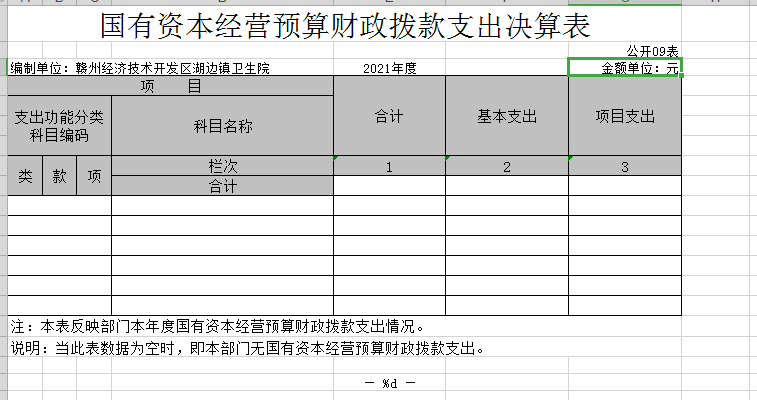 国有资本经营预算财政拨款支出决算表
公开09表
编制单位：赣州经济技术开发区湖边镇卫生院 2021年度 金额单位：元
项 目 合计 基本支出 项目支出
支出功能分类科目编码 科目名称
类 款 项 栏次 1 2 3
合计
注：本表反映部门本年度国有资本经营预算财政拨款支出情况。
说明：当此表数据为空时，即本部门无国有资本经营预算财政拨款支出。
— %d —